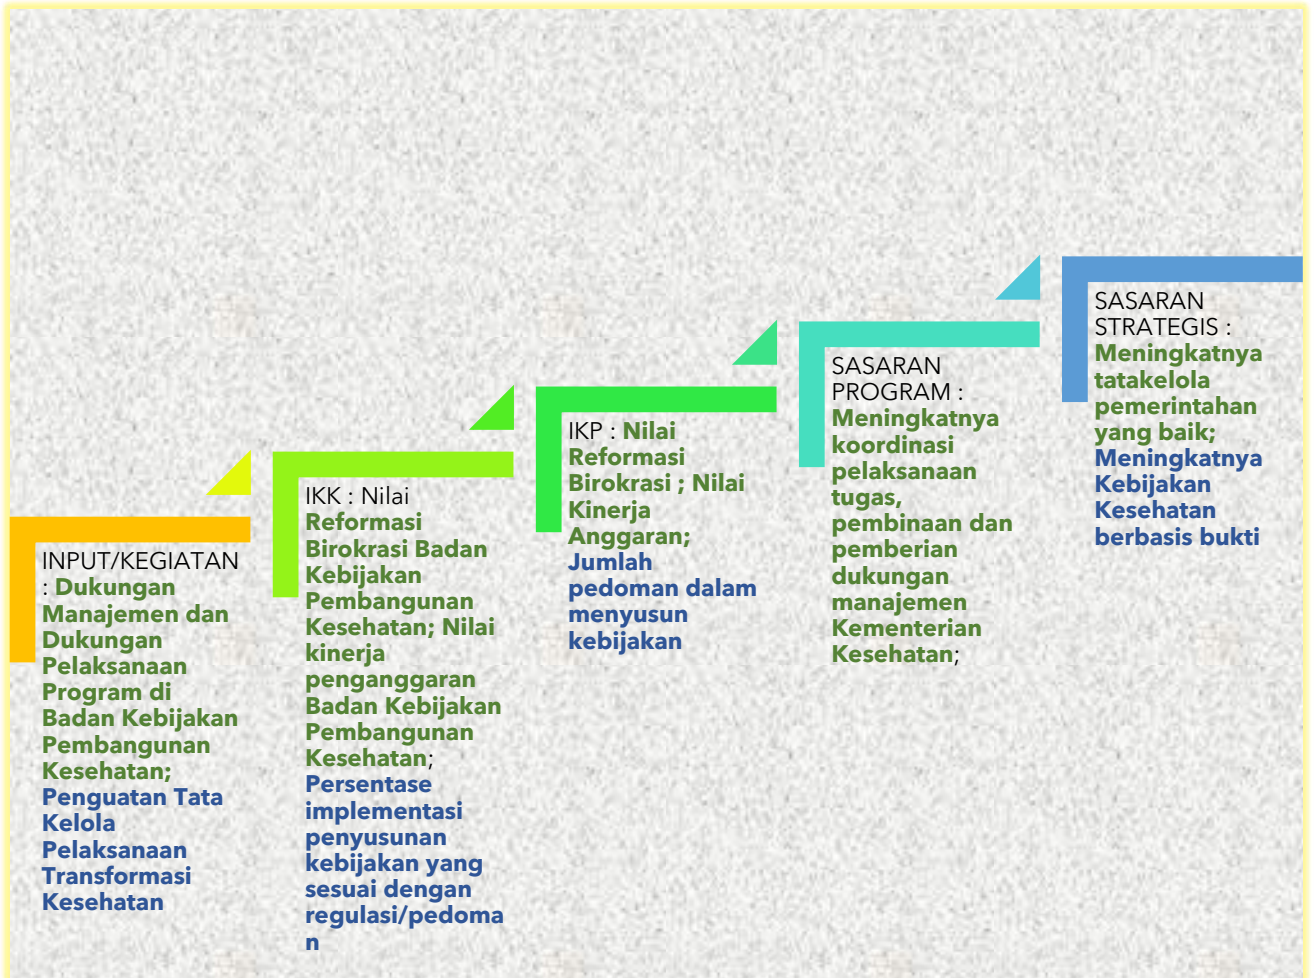 INPUT/KEGIATAN
: Dukungan
Manajemen dan
Dukungan
Pelaksanaan
Program di
Badan Kebijakan
Pembangunan
Kesehatan;
Penguatan Tata
Kelola
Pelaksanaan
Transformasi
Kesehatan
IKK : Nilai
Reformasi
Birokrasi Badan
Kebijakan
Pembangunan
Kesehatan; Nilai
kinerja
penganggaran
Badan Kebijakan
Pembangunan
Kesehatan;
Persentase
implementasi
penyusunan
kebijakan yang
sesuai dengan
regulasi/pedoma
n
IKP : Nilai
Reformasi
Birokrasi ; Nilai
Kinerja
Anggaran;
Jumlah
pedoman dalam
menyusun
kebijakan
SASARAN
PROGRAM :
Meningkatnya
koordinasi
pelaksanaan
tugas,
pembinaan dan
pemberian
dukungan
manajemen
Kementerian
Kesehatan;
SASARAN
STRATEGIS :
Meningkatnya
tatakelola
pemerintahan
yang baik;
Meningkatnya
Kebijakan
Kesehatan
berbasis bukti